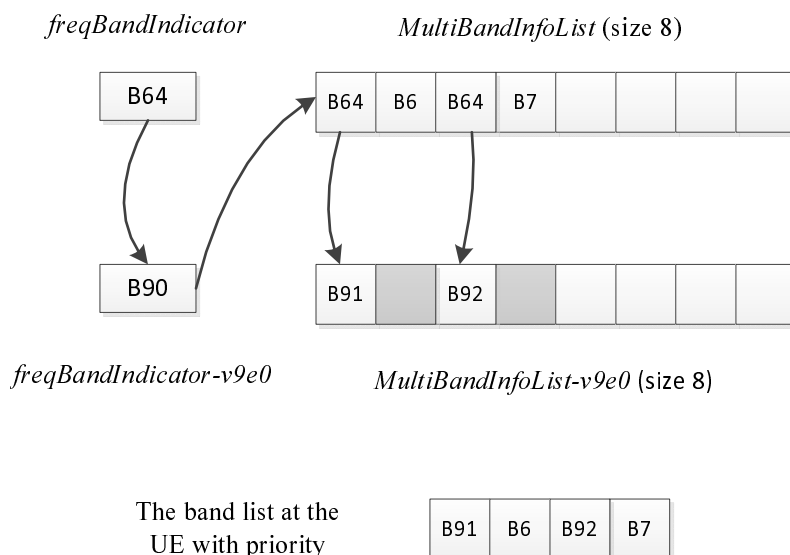 freqBandIndicator
MultiBandInfoList (size 8)
B64
B64 B6 B64 B7
B90
B91 B92
freqBandIndicator-v9e0
MultiBandInfoList-v9e0 (size 8)
The band list at the
UE with priority
B91 B6 B92 B7